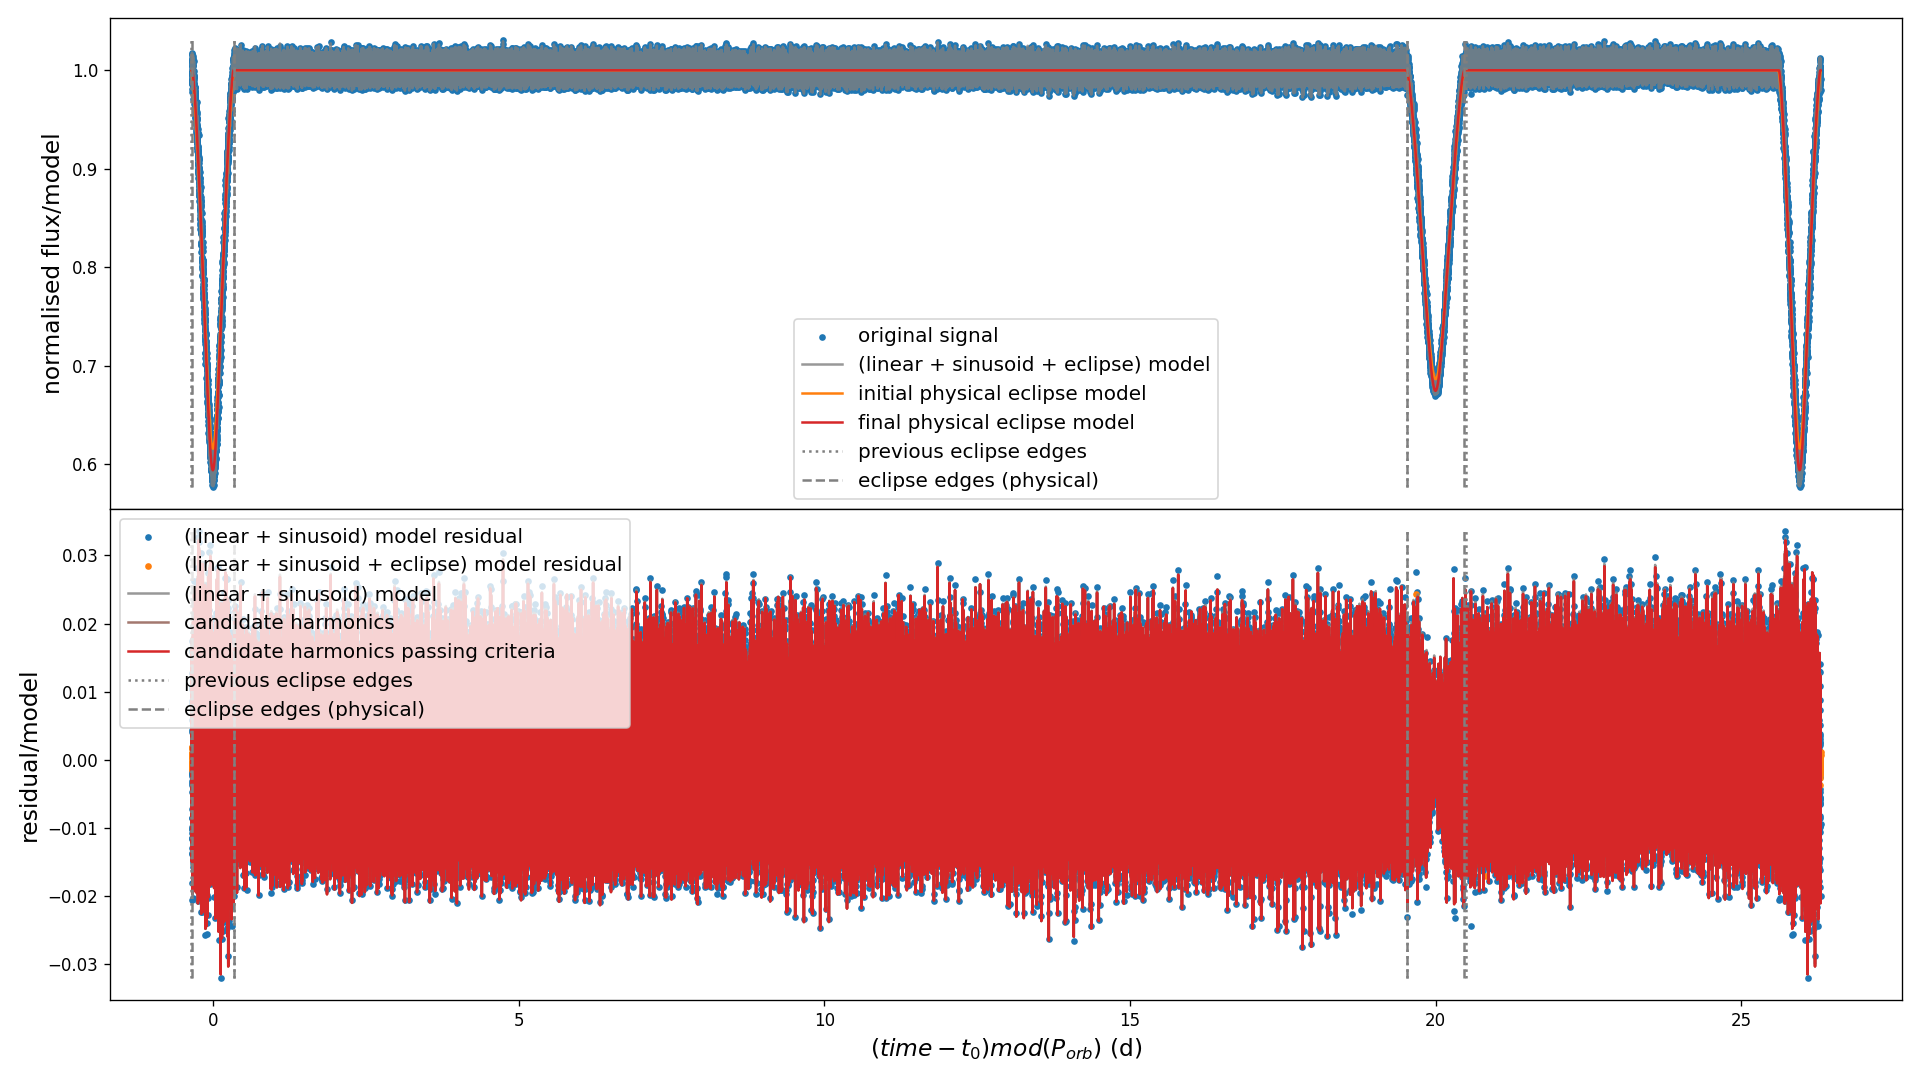 1.0
0.9
0.8
0.7
0.6
normalised flux/model
original signal
(linear + sinusoid + eclipse) model
initial physical eclipse model
final physical eclipse model
previous eclipse edges
eclipse edges (physical)
(linear + sinusoid) model residual
(linear + sinusoid + eclipse) model residual
(linear + sinusoid) model
candidate harmonics
candidate harmonics passing criteria
previous eclipse edges
eclipse edges (physical)
0.03
0.02
0.01
0.00
−0.01
−0.02
−0.03
residual/model
0 5 10 15 20 25
(time − t₀)mod(Pₒᵣb) (d)